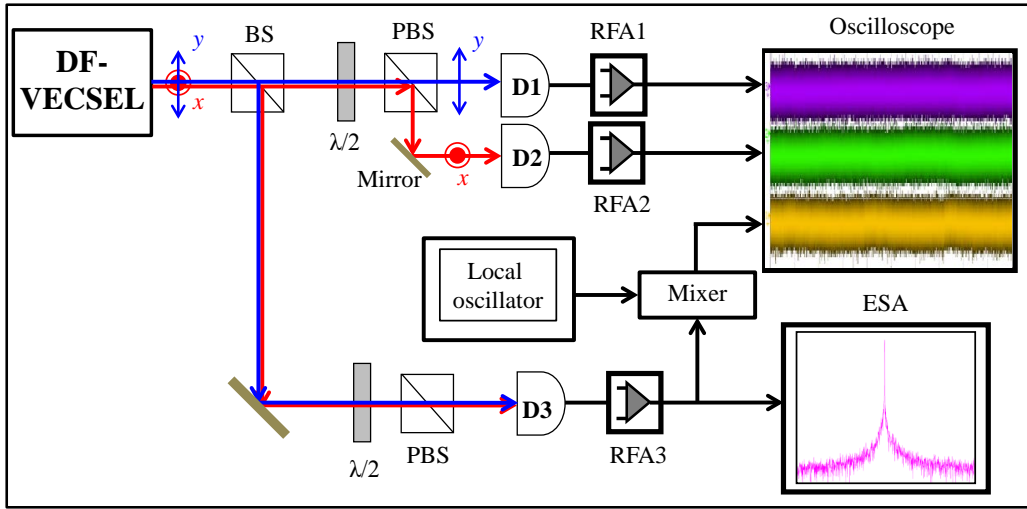 DF-
VECSEL
y
x
BS
λ/2
PBS
y
Mirror
x
D1
D2
RFA1
RFA2
Oscilloscope
Local
oscillator
Mixer
ESA
λ/2
PBS
D3
RFA3